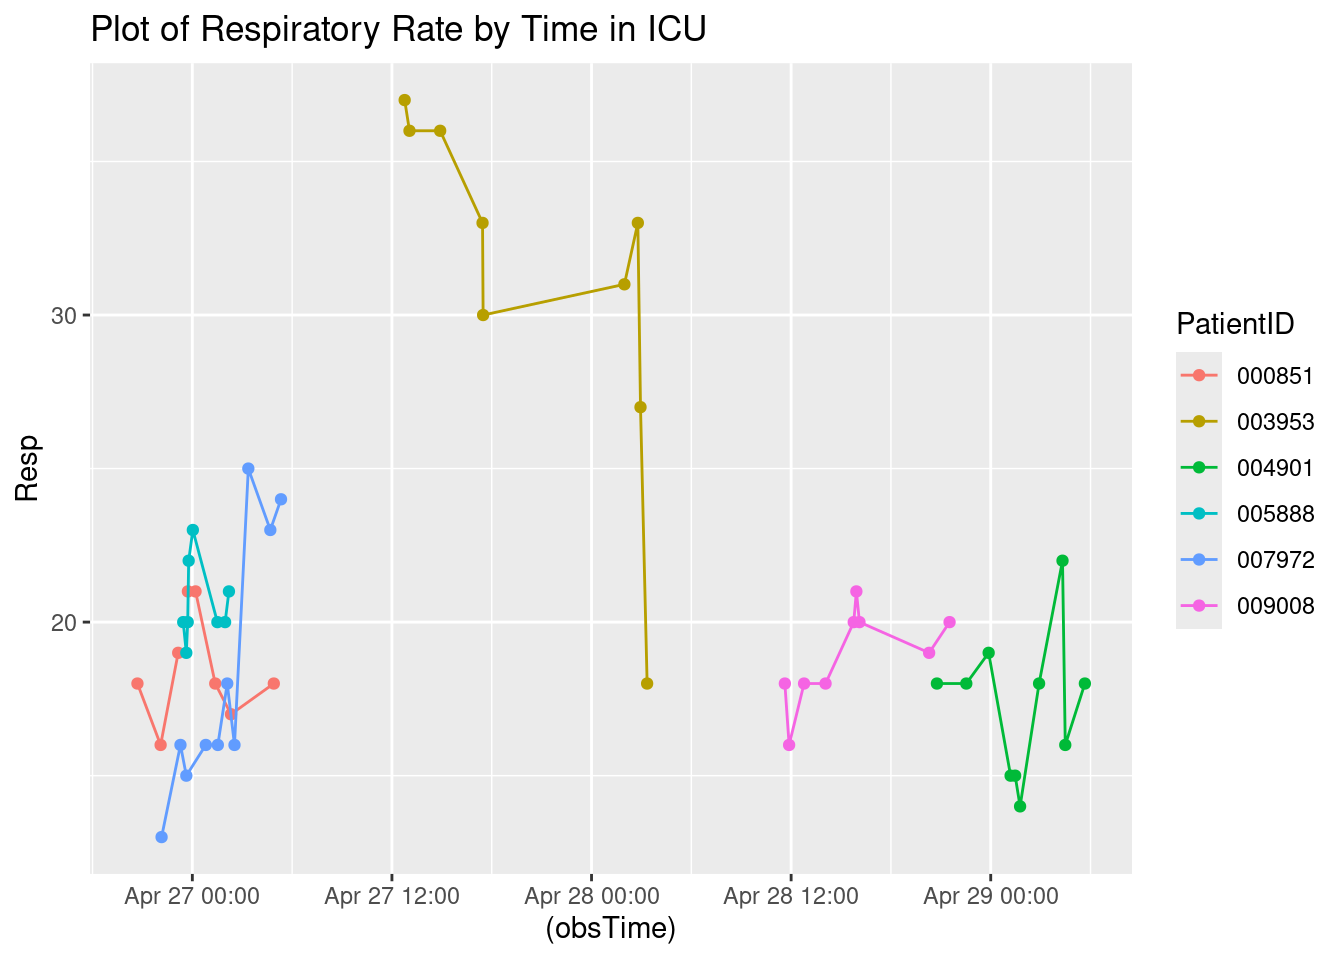 Plot of Respiratory Rate by Time in ICU
Resp
30
20
Apr 27 00:00
Apr 27 12:00
Apr 28 00:00
Apr 28 12:00
Apr 29 00:00
(obsTime)
PatientID
000851
003953
004901
005888
007972
009008